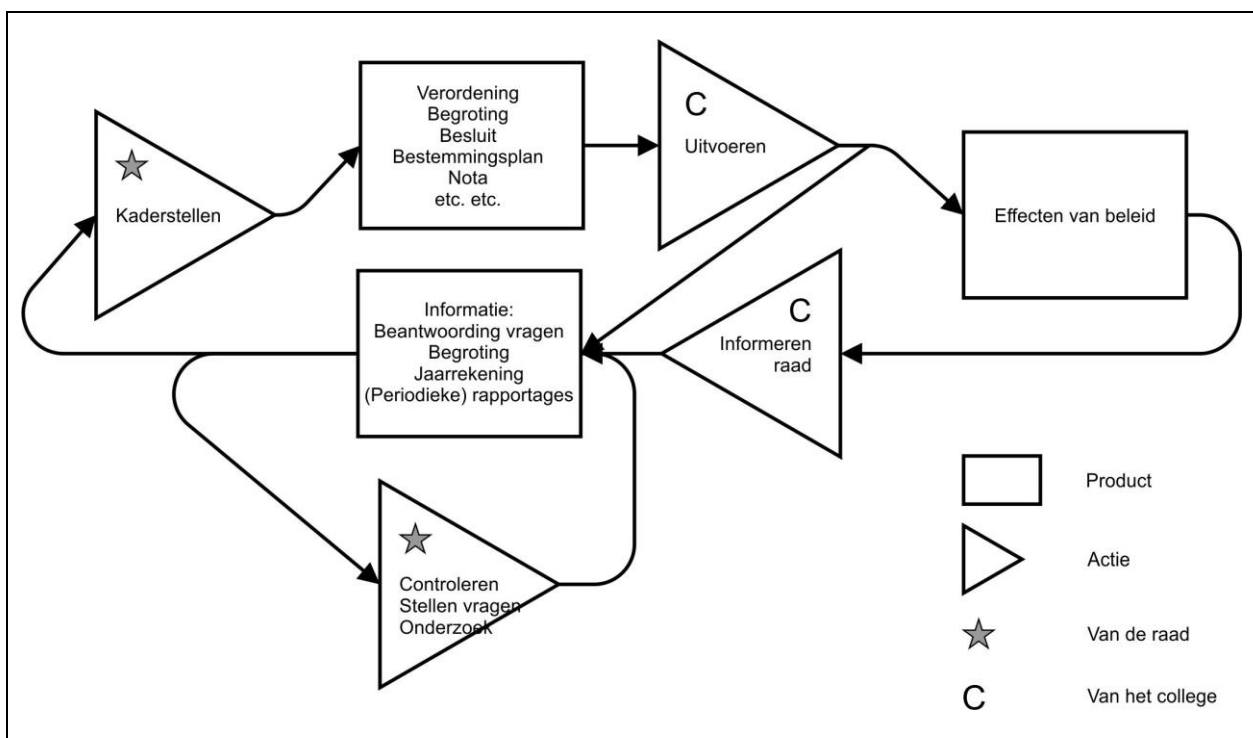 Kaderstellen
Verordening
Begroting
Besluit
Bestemmingsplan
Nota
etc. etc.
C
Uitvoeren
Effecten van beleid
C
Informeren
raad
Informatie:
Beantwoording vragen
Begroting
Jaarrekening
(Periodieke) rapportages
Controleren
Stellen vragen
Onderzoek
Product
Actie
Van de raad
C
Van het college